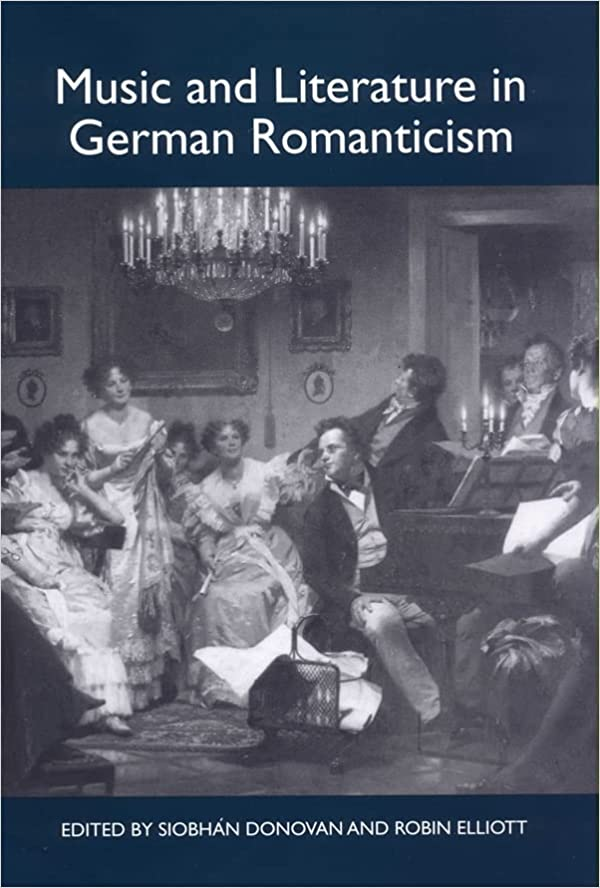 Music and Literature in
German Romanticism
EDITED BY SIOBHÁN DONOVAN AND ROBIN ELLIOTT